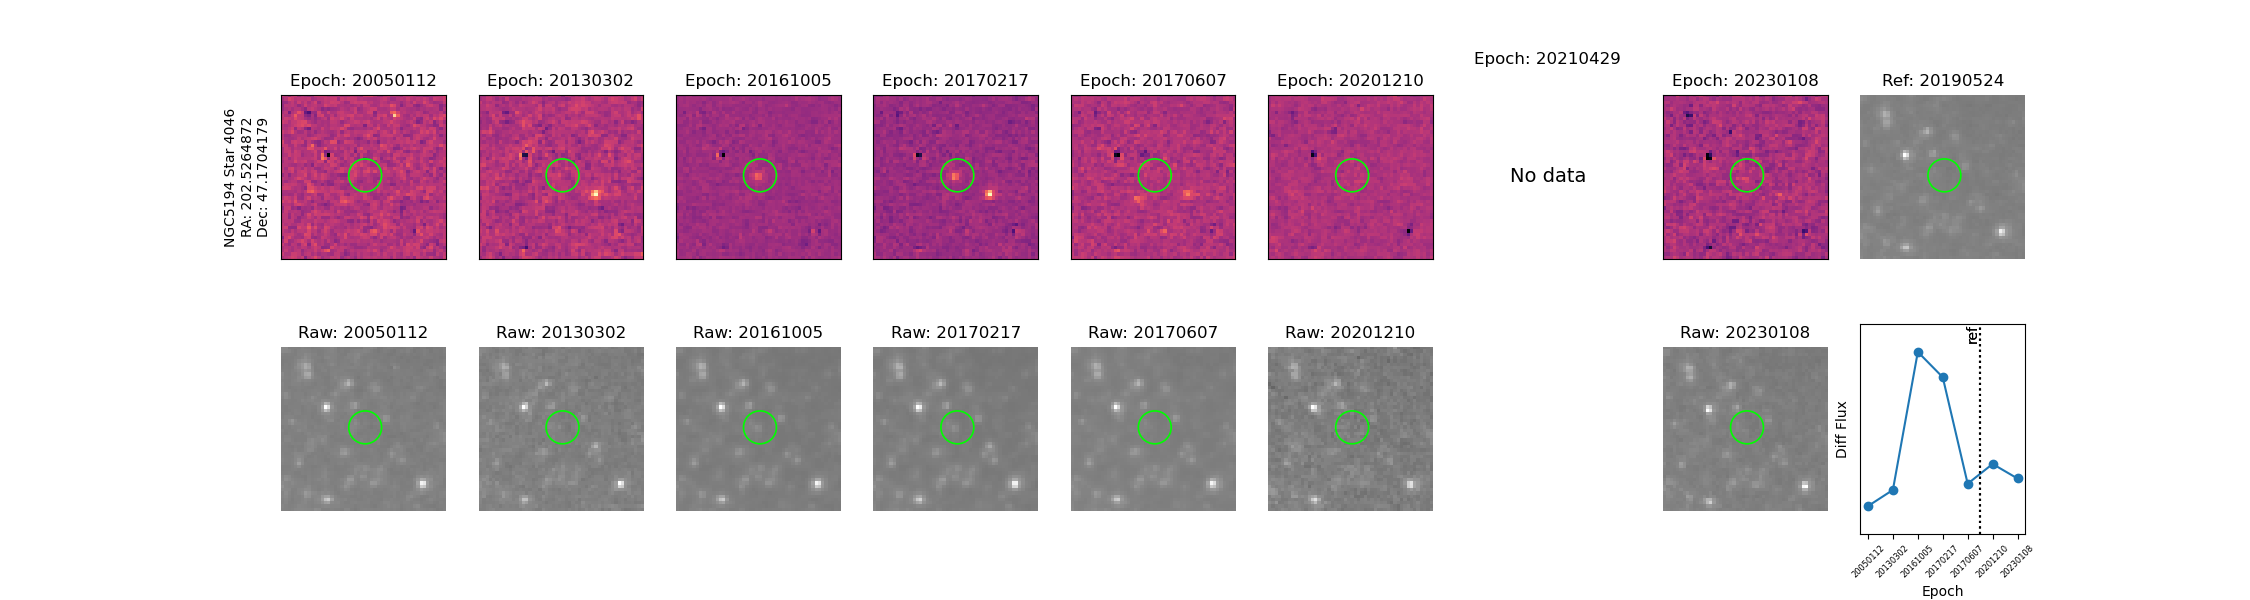 Epoch: 20210429
Epoch: 20050112
Epoch: 20130302
Epoch: 20161005
Epoch: 20170217
Epoch: 20170607
Epoch: 20201210
Epoch: 20230108
Ref: 20190524
NGC5194 Star 4046
RA: 202.5264872
Dec: 47.1704179
No data
Raw: 20050112
Raw: 20130302
Raw: 20161005
Raw: 20170217
Raw: 20170607
Raw: 20201210
Raw: 20230108
ref
Diff Flux
20050112
20130302
20161005
20170217
20170607
20201210
20230108
Epoch